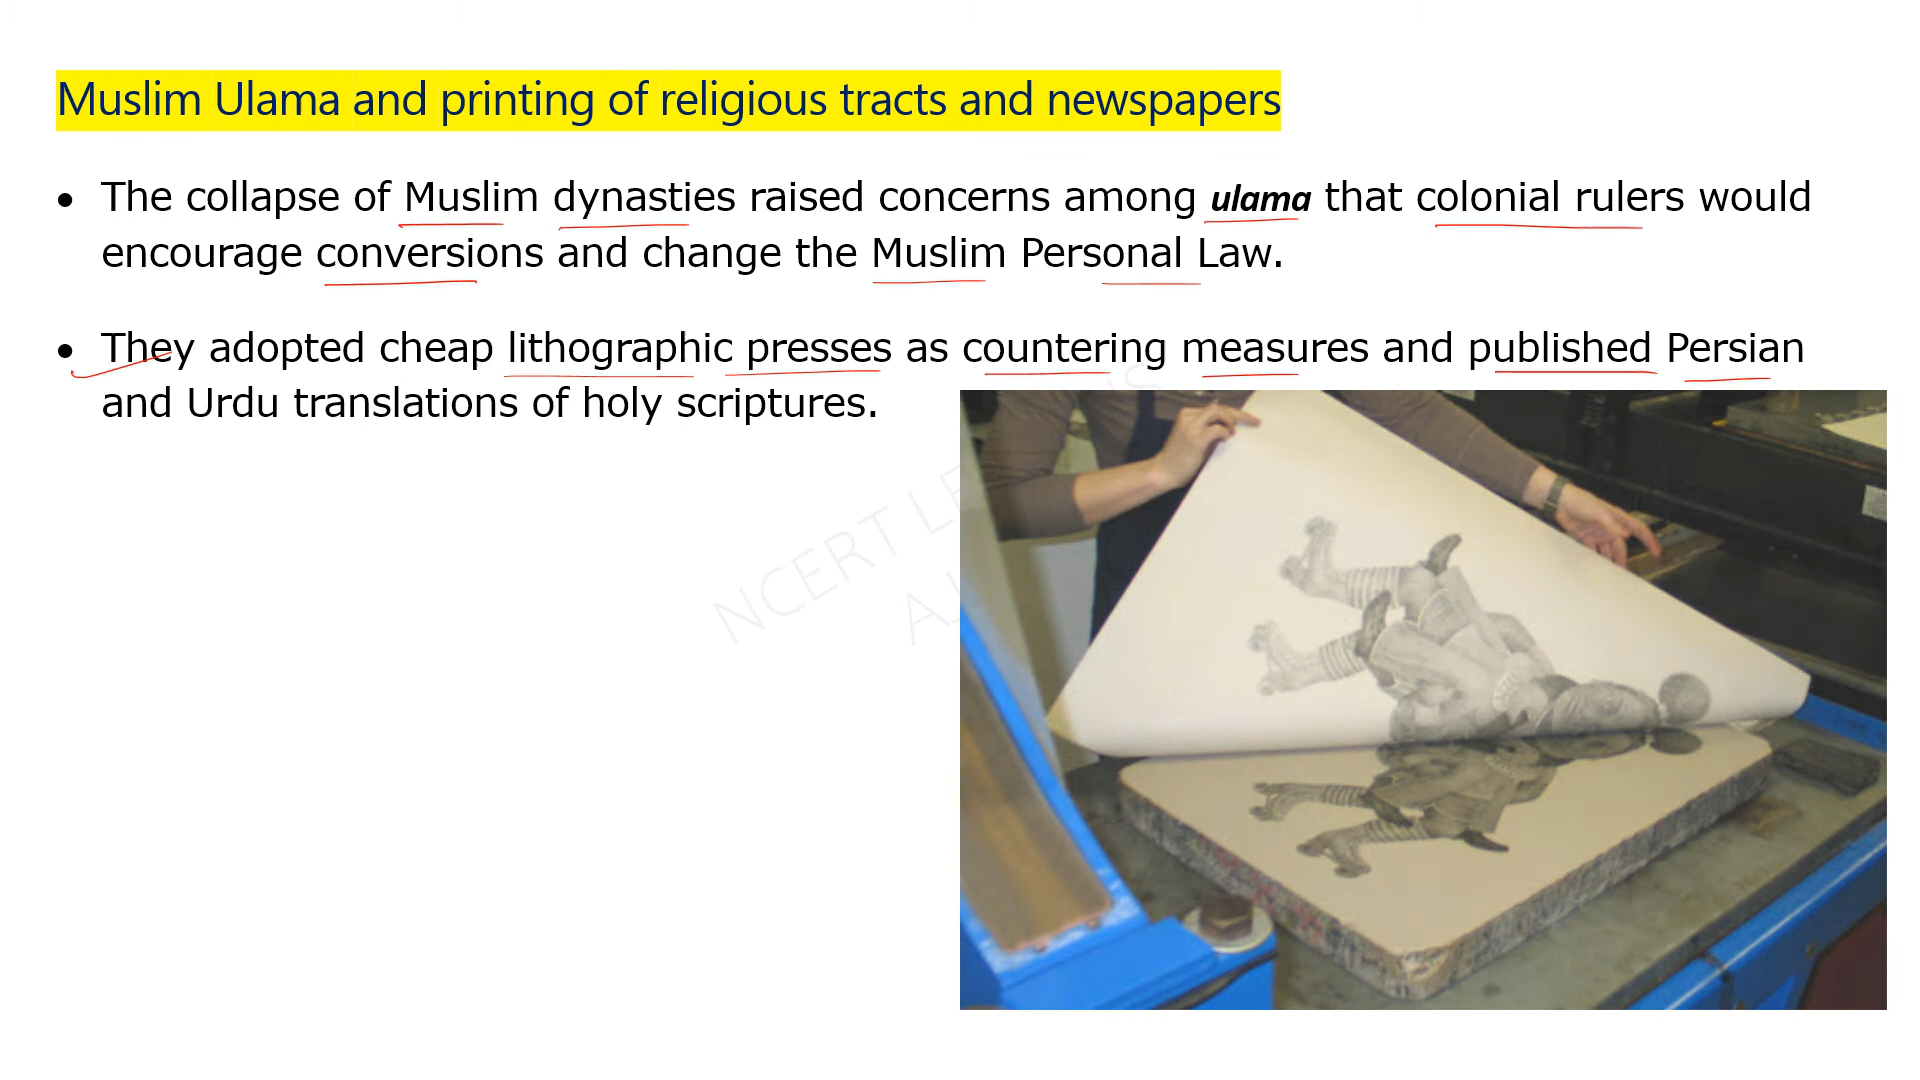 Muslim Ulama and printing of religious tracts and newspapers
• The collapse of Muslim dynasties raised concerns among ulama that colonial rulers would
encourage conversions and change the Muslim Personal Law.
• They adopted cheap lithographic presses as countering measures and published Persian
and Urdu translations of holy scriptures.
NCERT